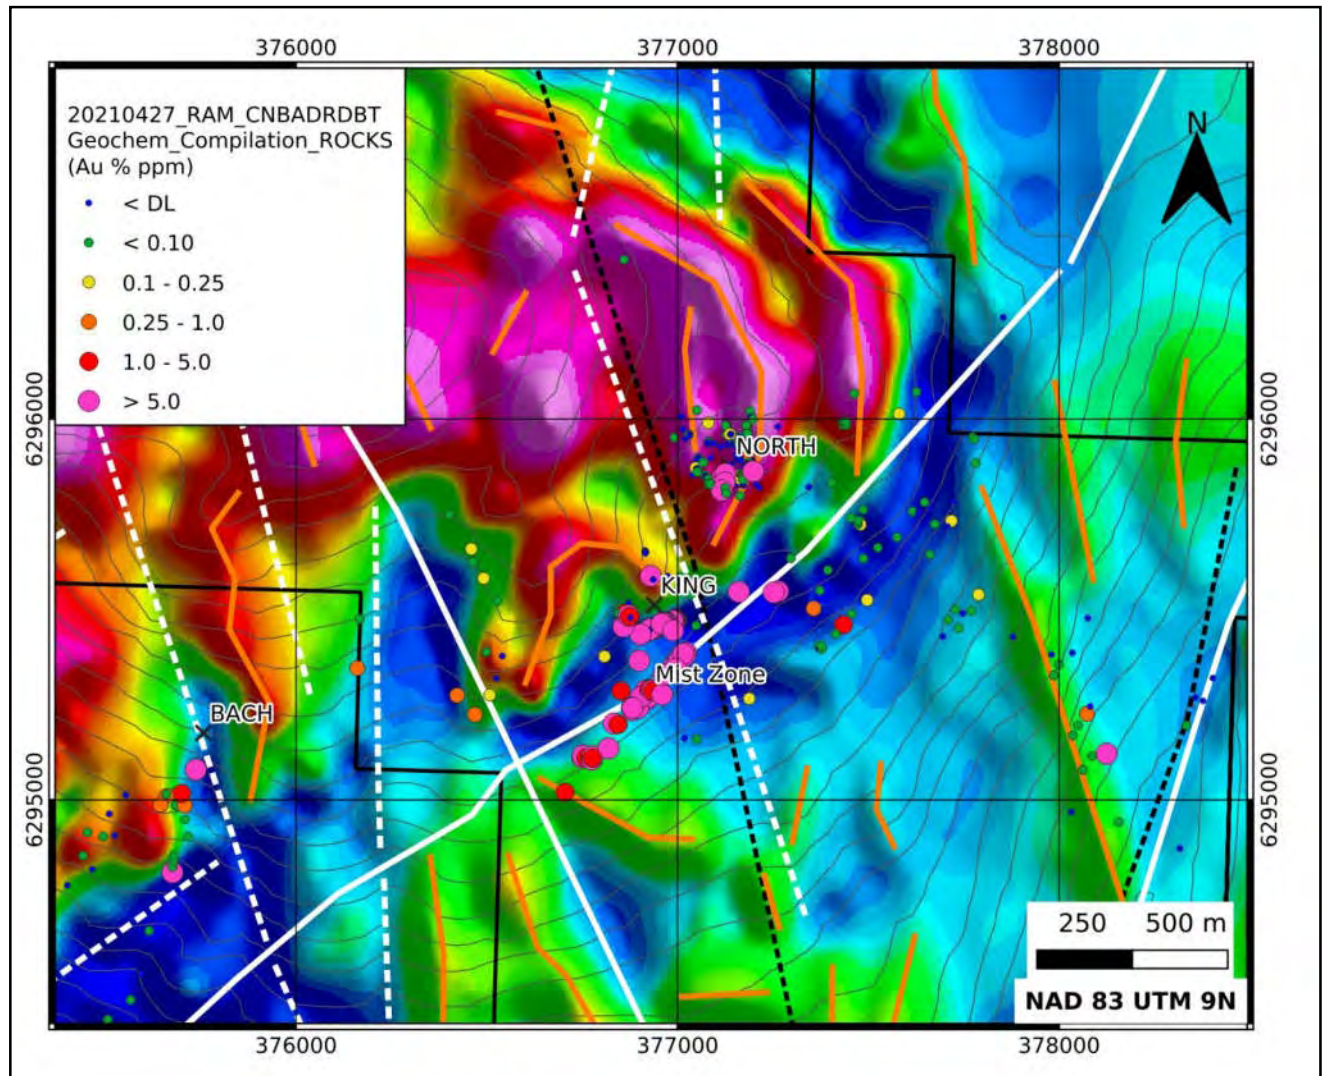 376000 377000 378000
20210427_RAM_CNBADRDBT
Geochem_Compilation_ROCKS
(Au % ppm)
< DL
< 0.10
0.1 - 0.25
0.25 - 1.0
1.0 - 5.0
> 5.0
N
6296000 6296000
NORTH
KING
Mist Zone
BACH
6295000 6295000
250 500 m
NAD 83 UTM 9N
376000 377000 378000